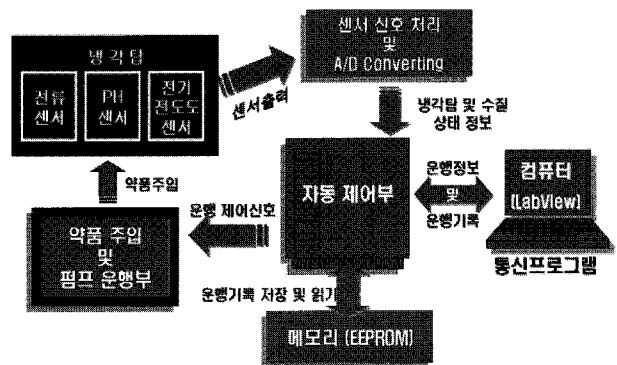 냉각탑
전류
센서
PH
센서
전기
전도도
센서
센서출력
센서 신호 처리
및
A/D Converting
냉각탑 및 수질
상태 정보
자동 제어부
운행정보
및
운행기록
컴퓨터
(LabView)
통신프로그램
약품주입
운행 제어신호
약품 주입
및
펌프 운행부
운행기록 저장 및 읽기
메모리 (EEPROM)